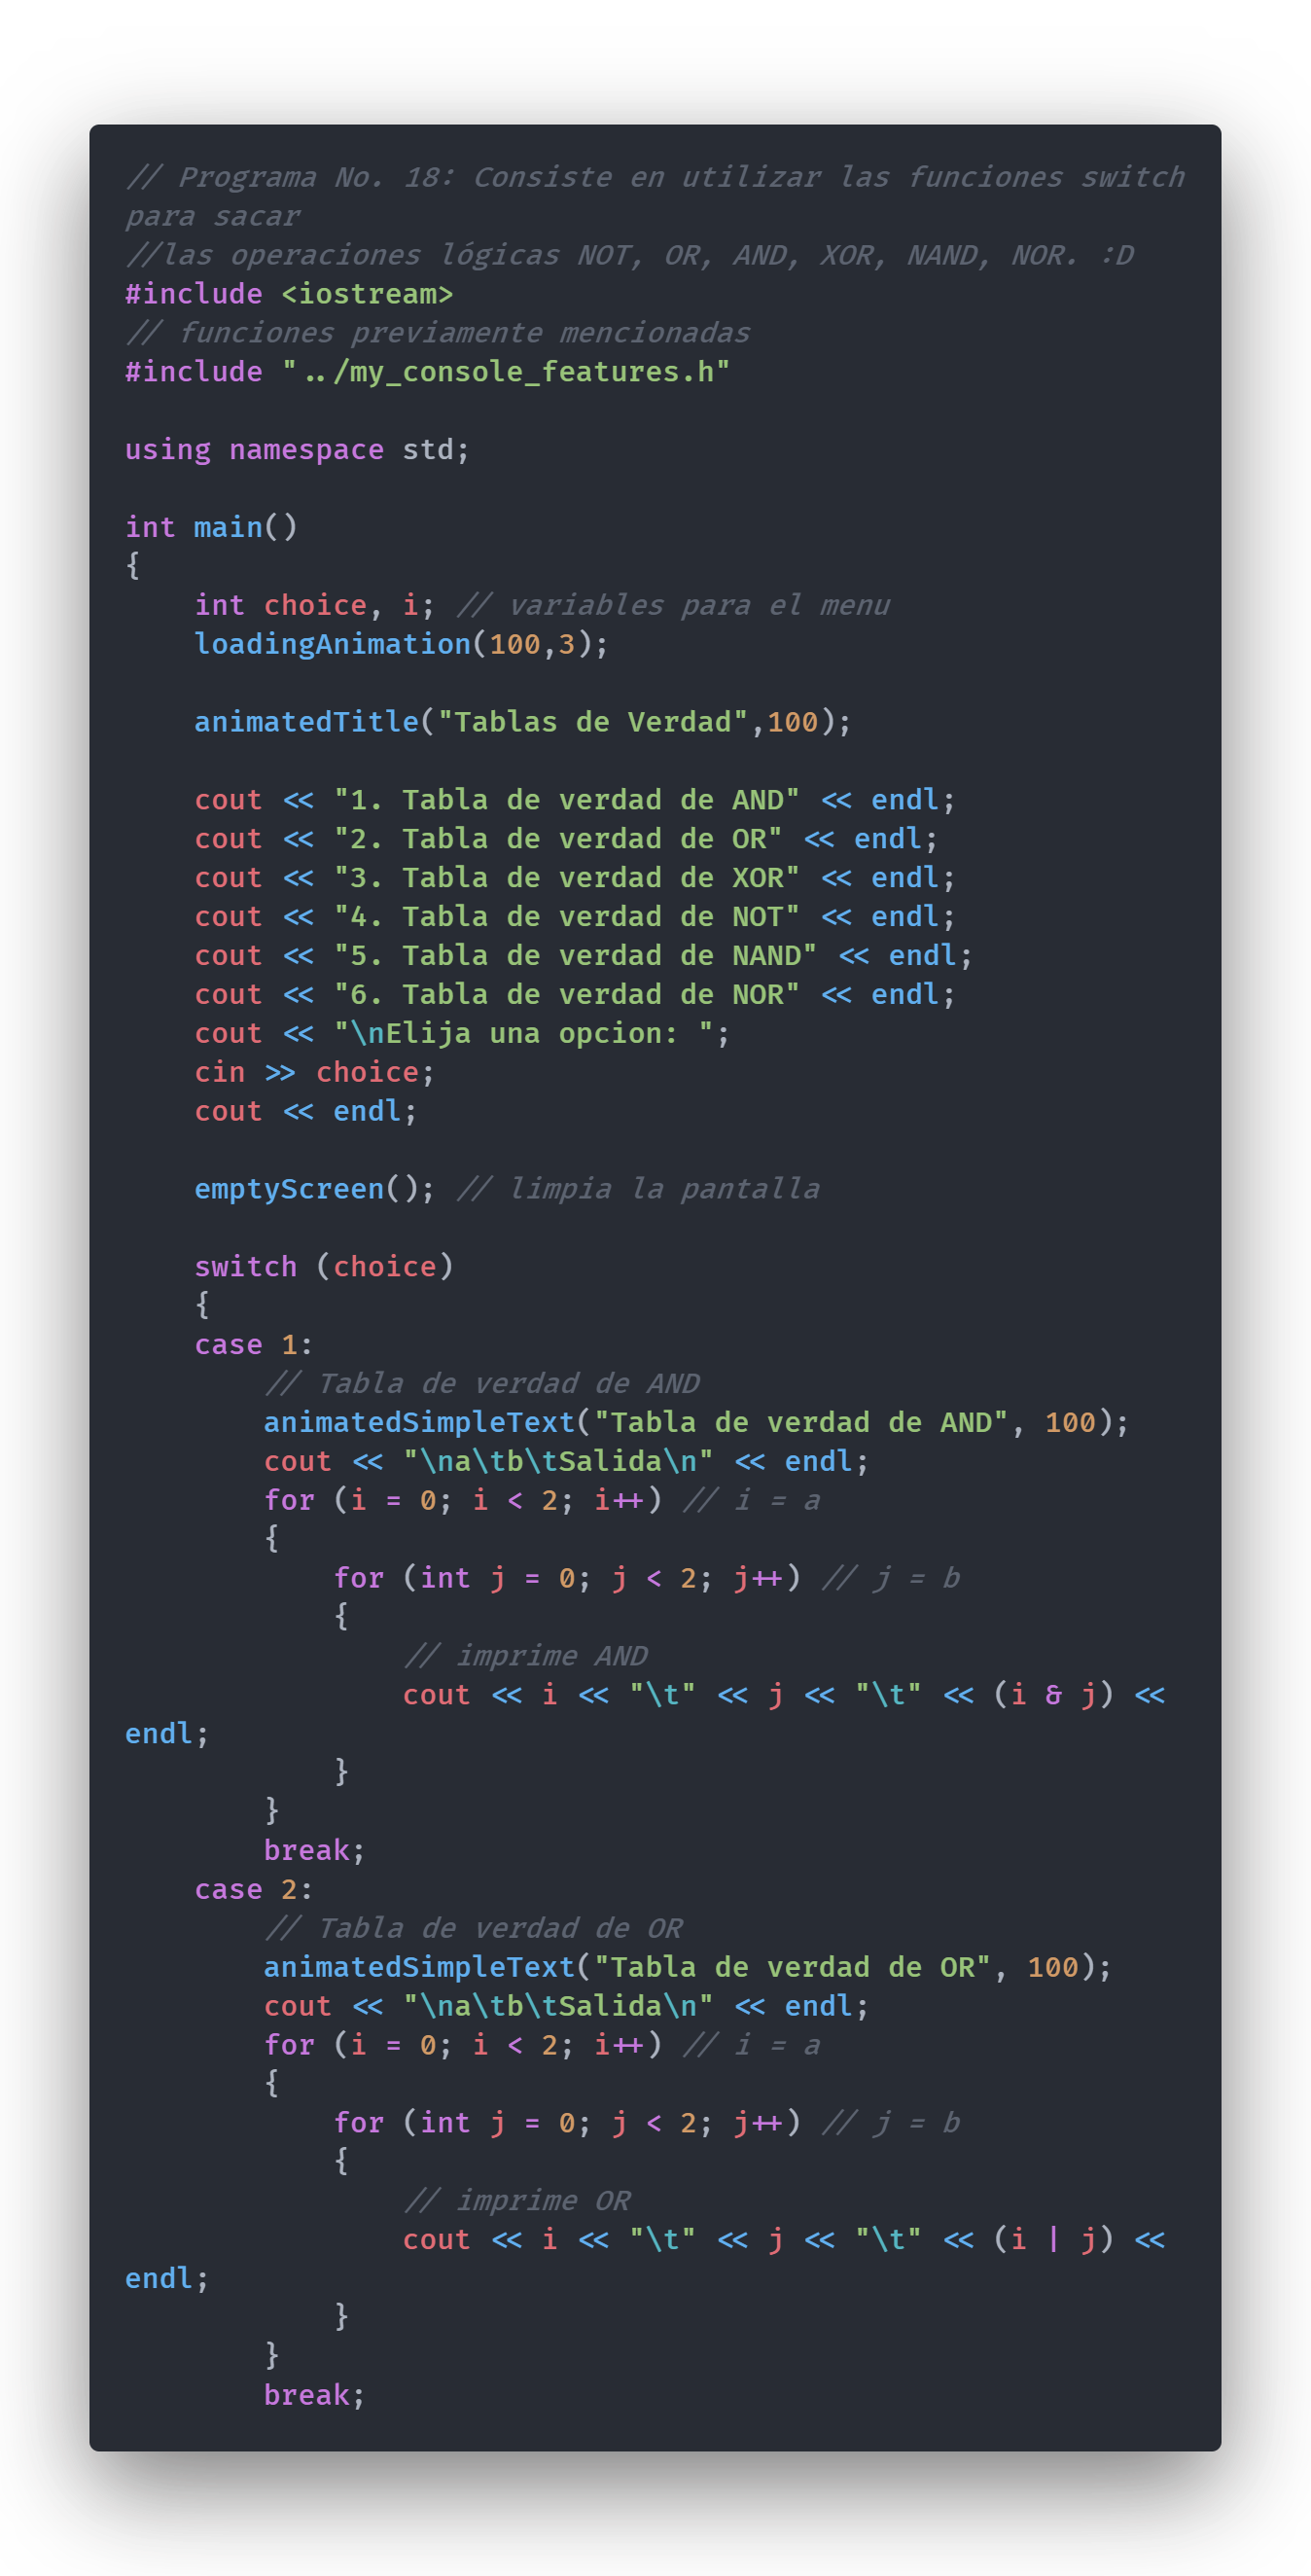 // Programa No. 18: Consiste en utilizar las funciones switch
para sacar
//las operaciones lógicas NOT, OR, AND, XOR, NAND, NOR. :D
#include <iostream>
// funciones previamente mencionadas
#include "../my_console_features.h"

using namespace std;

int main()
{
    int choice, i; // variables para el menu
    loadingAnimation(100,3);

    animatedTitle("Tablas de Verdad",100);

    cout << "1. Tabla de verdad de AND" << endl;
    cout << "2. Tabla de verdad de OR" << endl;
    cout << "3. Tabla de verdad de XOR" << endl;
    cout << "4. Tabla de verdad de NOT" << endl;
    cout << "5. Tabla de verdad de NAND" << endl;
    cout << "6. Tabla de verdad de NOR" << endl;
    cout << "\nElija una opcion: ";
    cin >> choice;
    cout << endl;

    emptyScreen(); // limpia la pantalla

    switch (choice)
    {
    case 1:
        // Tabla de verdad de AND
        animatedSimpleText("Tabla de verdad de AND", 100);
        cout << "\na\tb\tSalida\n" << endl;
        for (i = 0; i < 2; i++) // i = a
        {
            for (int j = 0; j < 2; j++) // j = b
            {
                // imprime AND
                cout << i << "\t" << j << "\t" << (i & j) <<
endl;
            }
        }
        break;
    case 2:
        // Tabla de verdad de OR
        animatedSimpleText("Tabla de verdad de OR", 100);
        cout << "\na\tb\tSalida\n" << endl;
        for (i = 0; i < 2; i++) // i = a
        {
            for (int j = 0; j < 2; j++) // j = b
            {
                // imprime OR
                cout << i << "\t" << j << "\t" << (i | j) <<
endl;
            }
        }
        break;